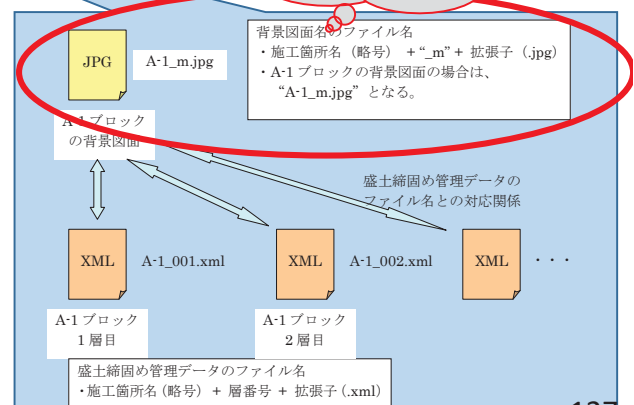 背景図面名のファイル名
・施工箇所名（略号）＋“_m”＋ 拡張子（.jpg）
・A-1 ブロックの背景図面の場合は、
“A-1_m.jpg”となる。
JPG
A-1_m.jpg
A-1 ブロック
の背景図面
盛土締固め管理データの
ファイル名との対応関係
XML
A-1_001.xml
XML
A-1_002.xml
XML
・・・
A-1 ブロック
1 層目
A-1 ブロック
2 層目
盛土締固め管理データのファイル名
・施工箇所名（略号）＋ 層番号 ＋ 拡張子（.xml）